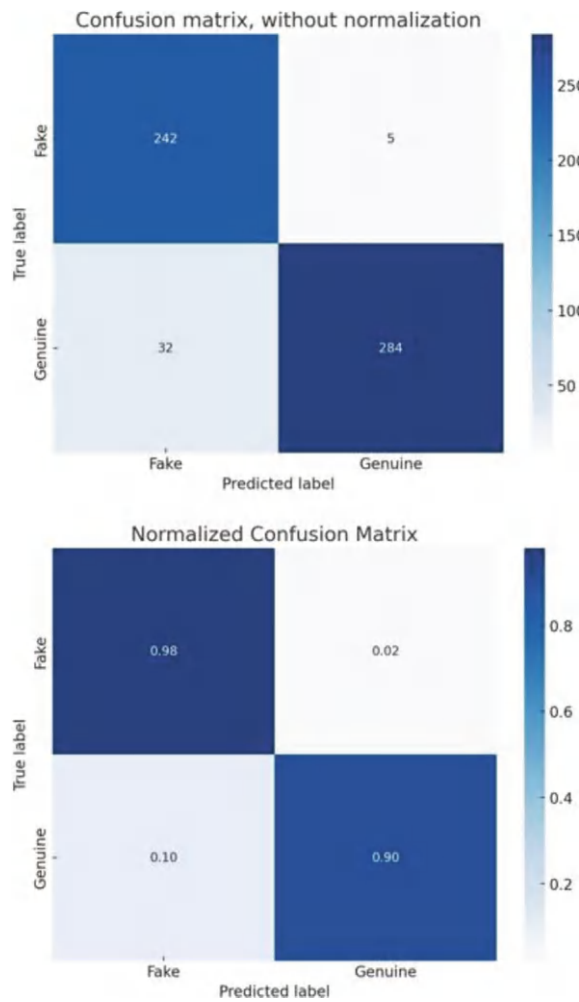 Confusion matrix, without normalization
True label
Fake
242
5
Genuine
32
284
250
200
150
100
50
Fake
Genuine
Predicted label
Normalized Confusion Matrix
True label
Fake
0.98
0.02
Genuine
0.10
0.90
0.8
0.6
0.4
0.2
Fake
Genuine
Predicted label